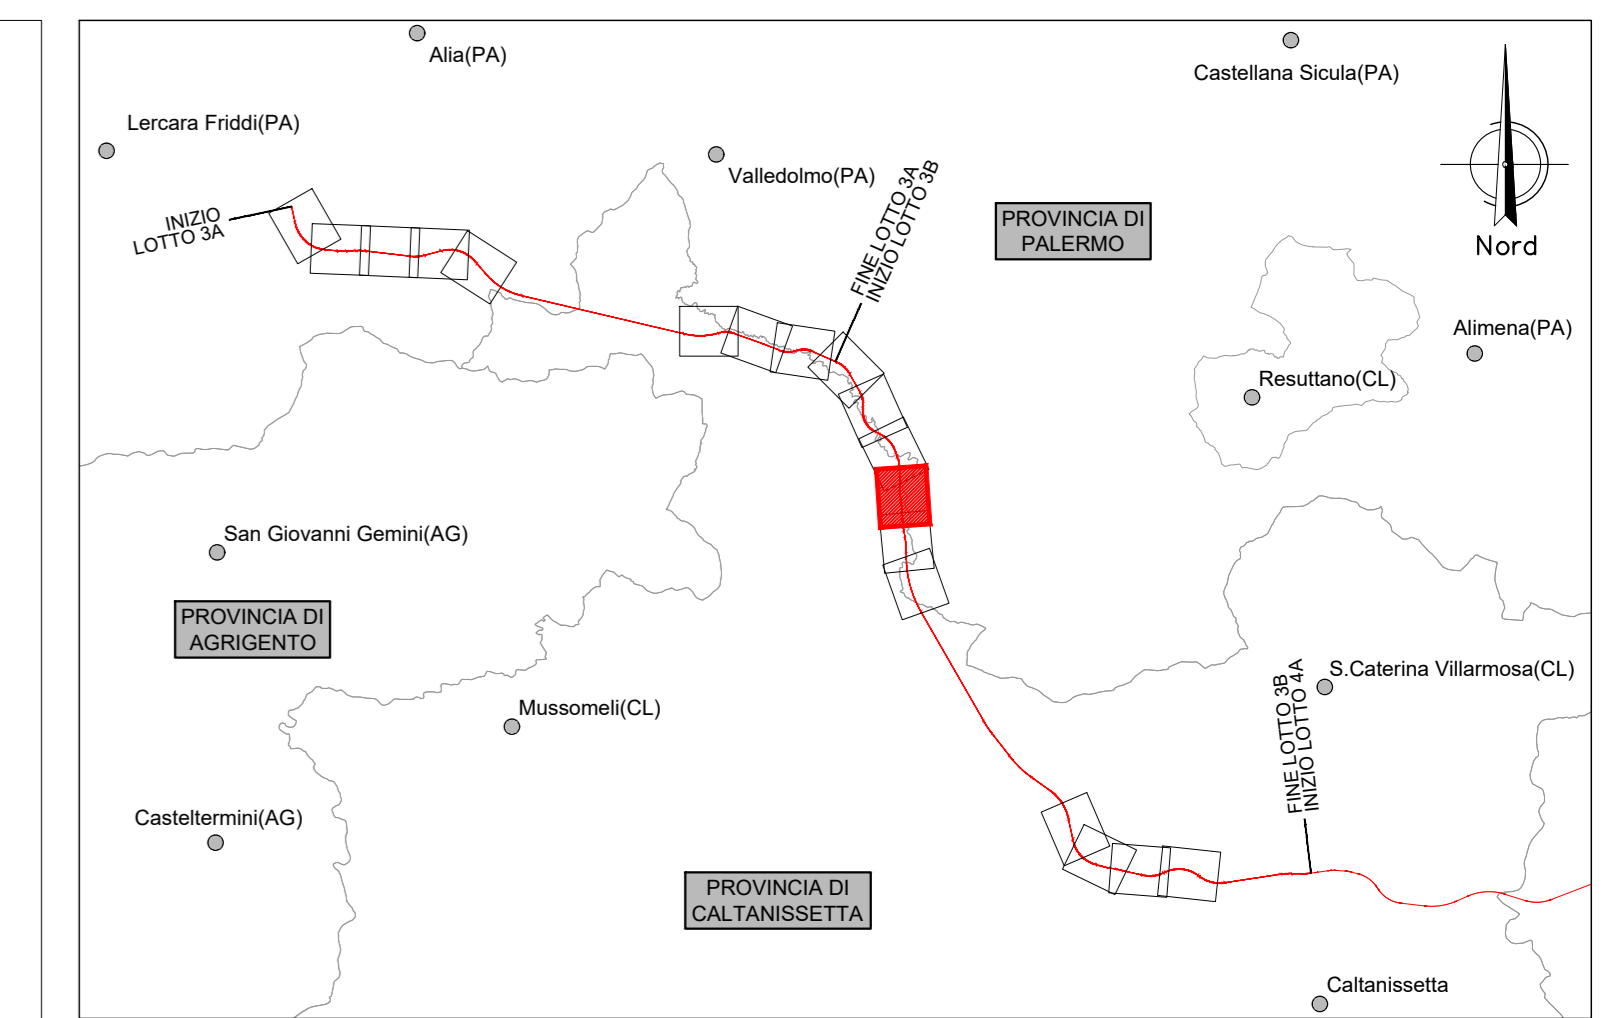 Alia(PA)
Castellana Sicula(PA)
Lercara Friddi(PA)
Valledolmo(PA)
INIZIO
LOTTO 3A
FINE LOTTO 3A
INIZIO LOTTO 3B
PROVINCIA DI
PALERMO
Nord
Alimena(PA)
Resuttano(CL)
San Giovanni Gemini(AG)
PROVINCIA DI
AGRIGENTO
S.Caterina Villarmosa(CL)
Mussomeli(CL)
FINE LOTTO 3B
INIZIO LOTTO 4A
Casteltermini(AG)
PROVINCIA DI
CALTANISSETTA
Caltanissetta